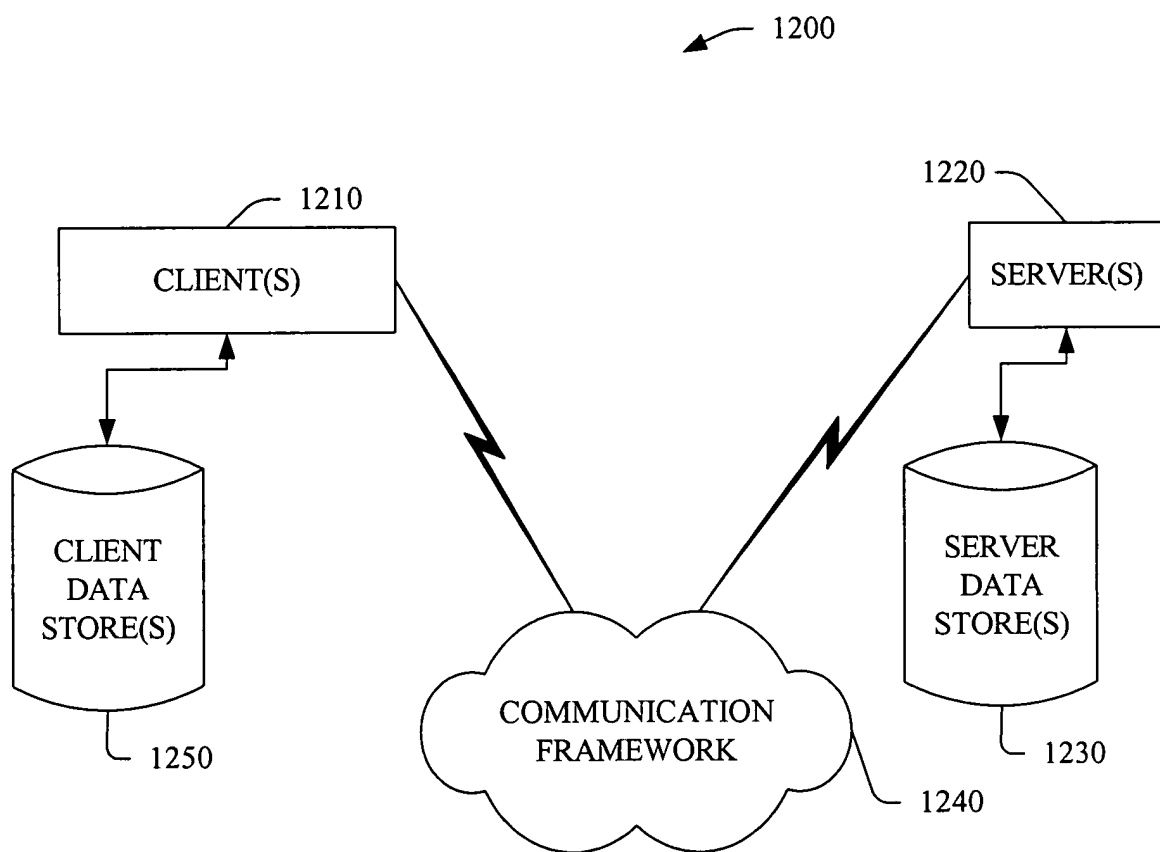 1200
1210
1220
CLIENT(S)
SERVER(S)
CLIENT
DATA
STORE(S)
SERVER
DATA
STORE(S)
COMMUNICATION
FRAMEWORK
1250
1230
1240